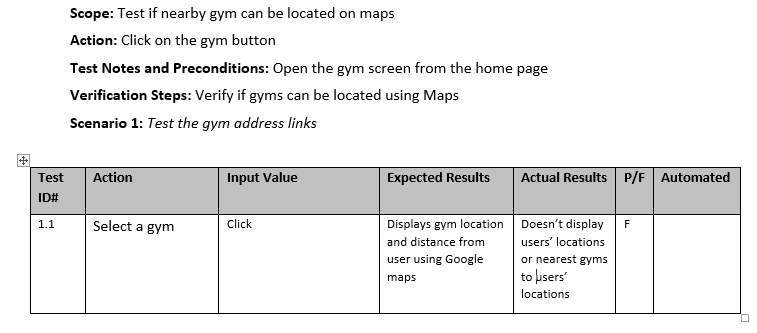 Scope: Test if nearby gym can be located on maps
Action: Click on the gym button
Test Notes and Preconditions: Open the gym screen from the home page
Verification Steps: Verify if gyms can be located using Maps
Scenario 1: Test the gym address links
Test ID# Action Input Value Expected Results Actual Results P/F Automated
1.1 Select a gym Click Displays gym location and distance from user using Google maps Doesn't display users' locations or nearest gyms to users' locations F